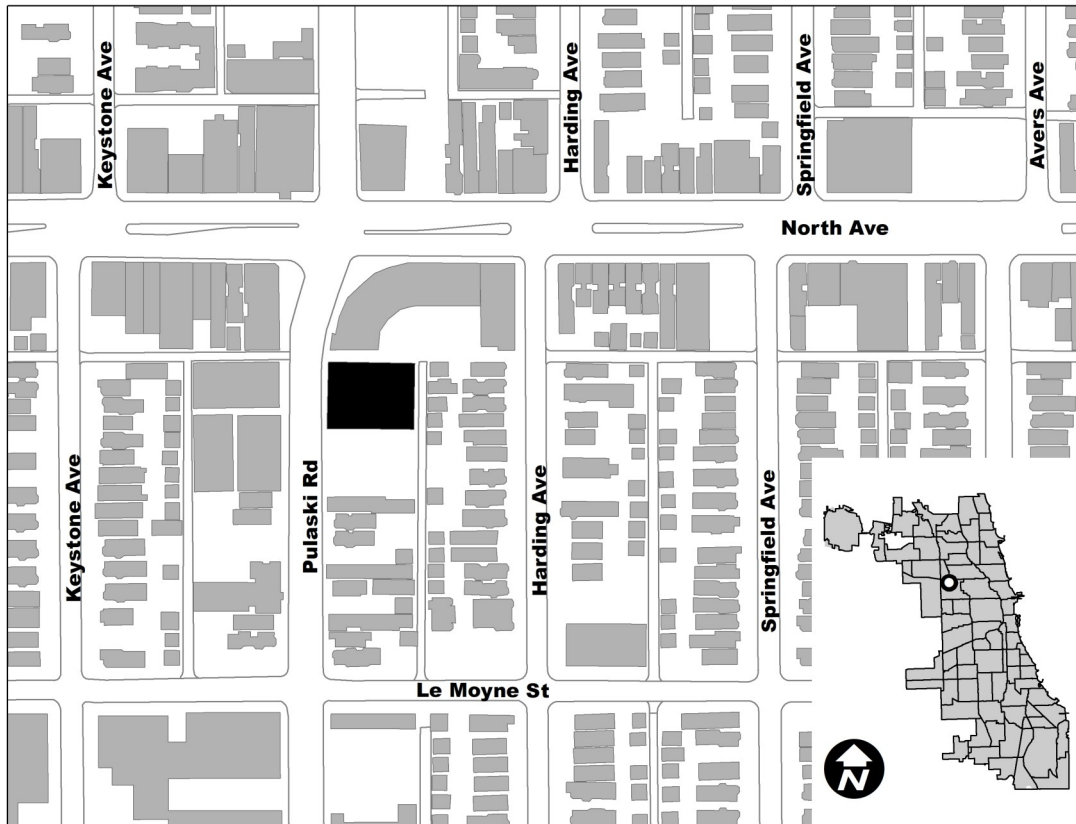 Keystone Ave
Harding Ave
Springfield Ave
Avers Ave
North Ave
Keystone Ave
Pulaski Rd
Harding Ave
Springfield Ave
Le Moyne St
N